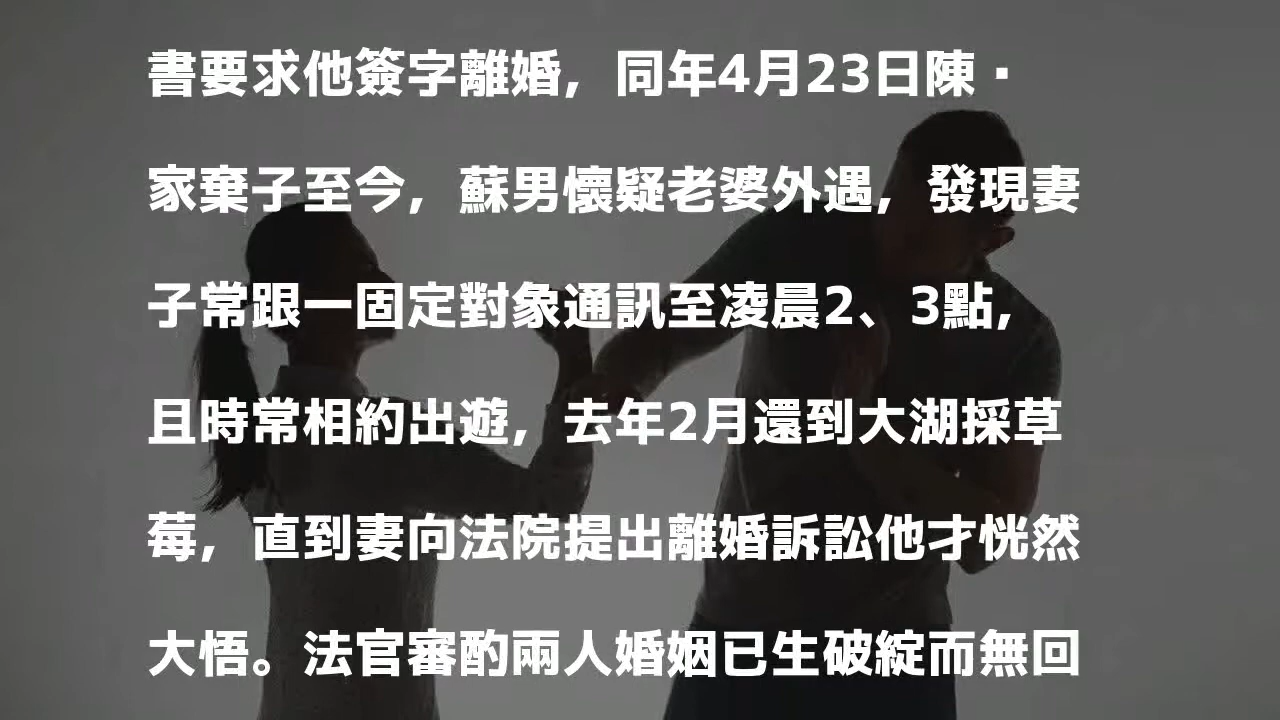 書要求他簽字離婚，同年4月23日陳▪
家棄子至今，蘇男懷疑老婆外遇，發現妻
子常跟一固定對象通訊至凌晨2、3點，
且時常相約出遊，去年2月還到大湖採草
莓，直到妻向法院提出離婚訴訟他才恍然
大悟。法官審酌兩人婚姻已生破綻而無回